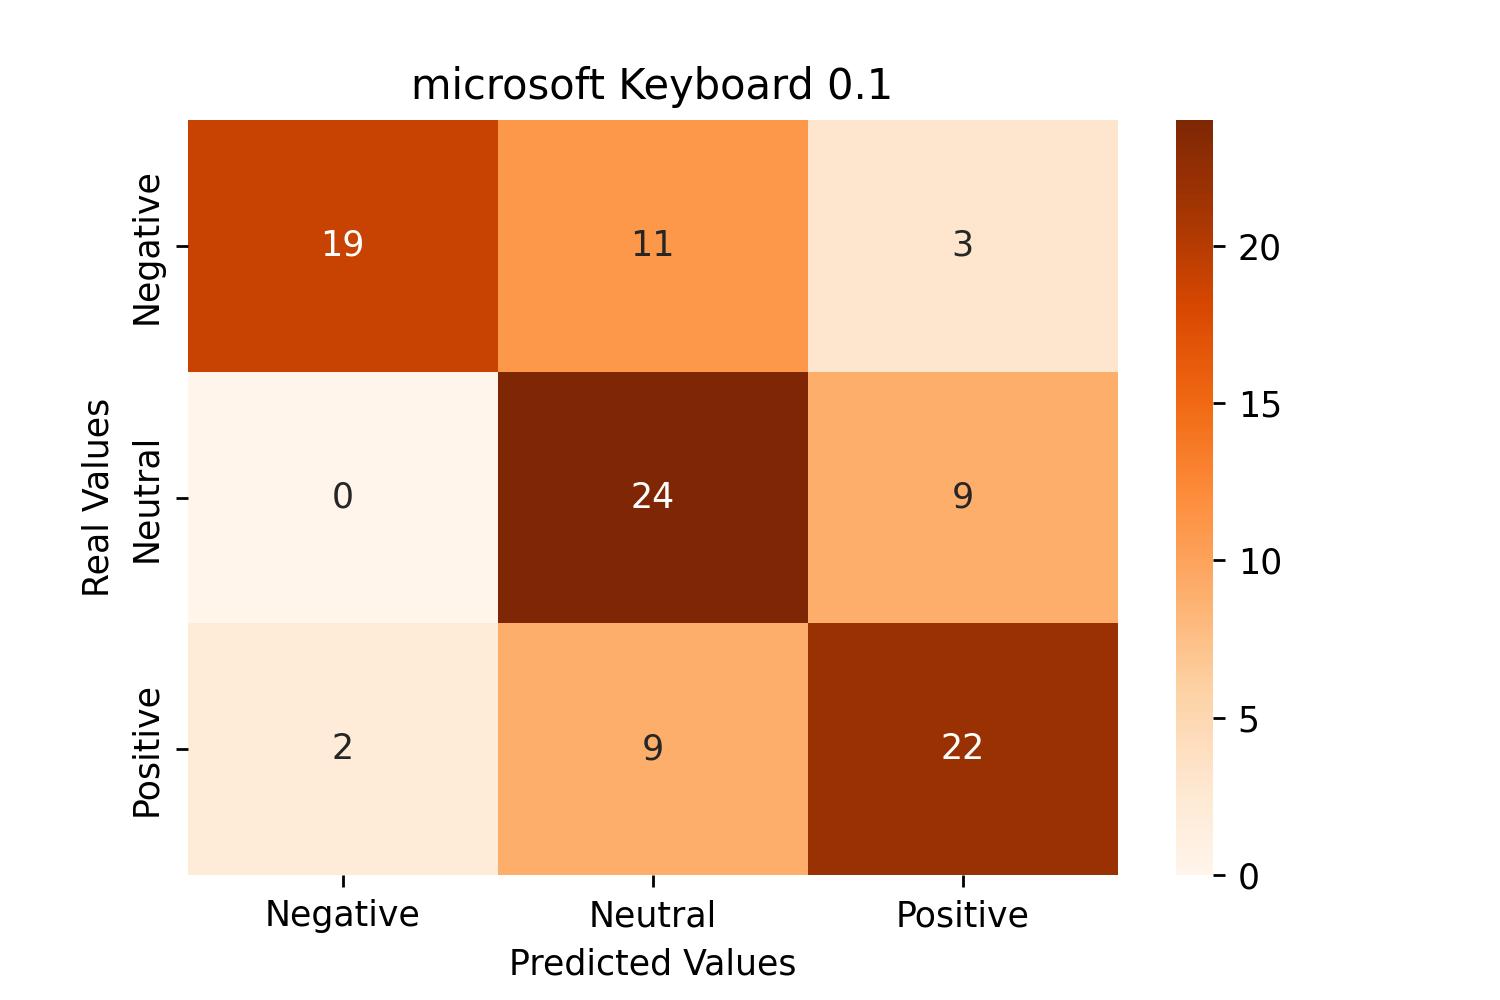 microsoft Keyboard 0.1
Real Values
Negative
19 11 3
Neutral
0 24 9
Positive
2 9 22
Negative Neutral Positive
Predicted Values
20
15
10
5
0